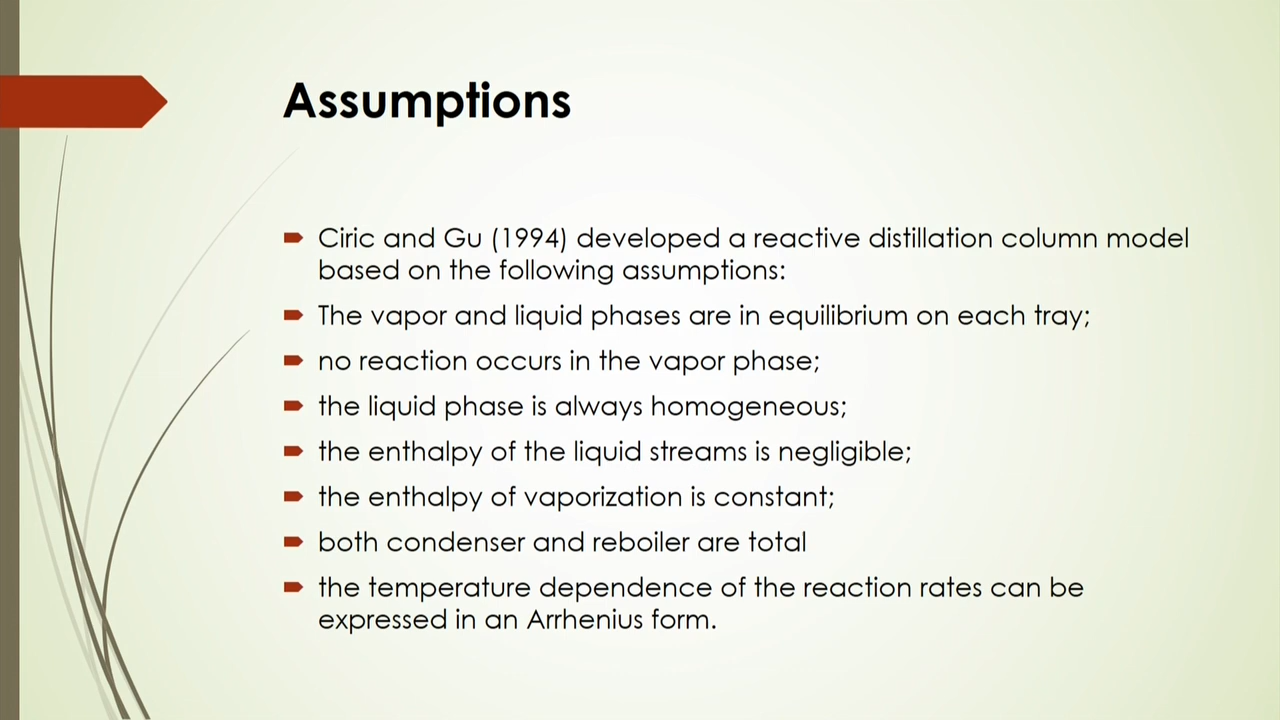 Assumptions
Ciric and Gu (1994) developed a reactive distillation column model
based on the following assumptions:
The vapor and liquid phases are in equilibrium on each tray;
no reaction occurs in the vapor phase;
the liquid phase is always homogeneous;
the enthalpy of the liquid streams is negligible;
the enthalpy of vaporization is constant;
both condenser and reboiler are total
the temperature dependence of the reaction rates can be
expressed in an Arrhenius form.